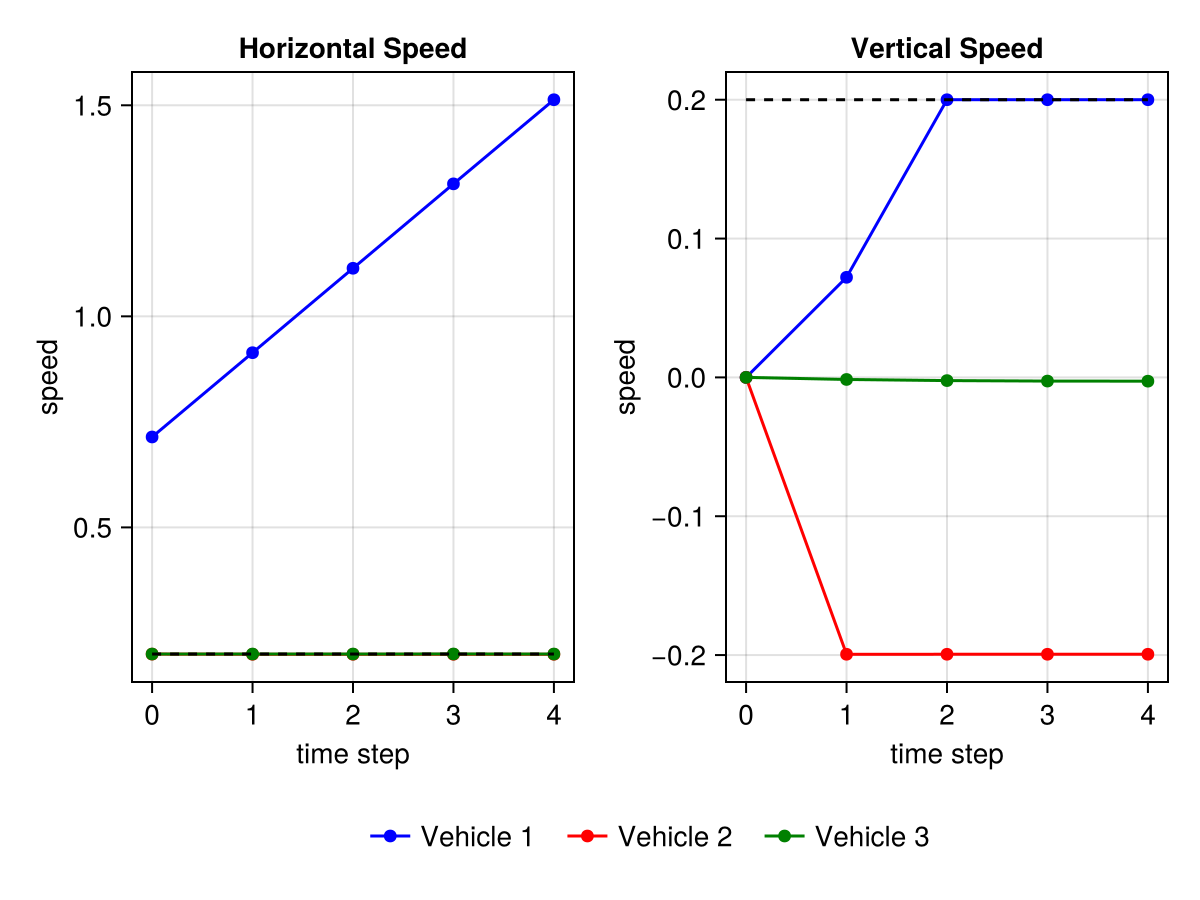 Horizontal Speed
1.5
1.0
0.5
speed
0 1 2 3 4
time step
Vertical Speed
0.2
0.1
0.0
−0.1
−0.2
speed
0 1 2 3 4
time step
Vehicle 1 Vehicle 2 Vehicle 3